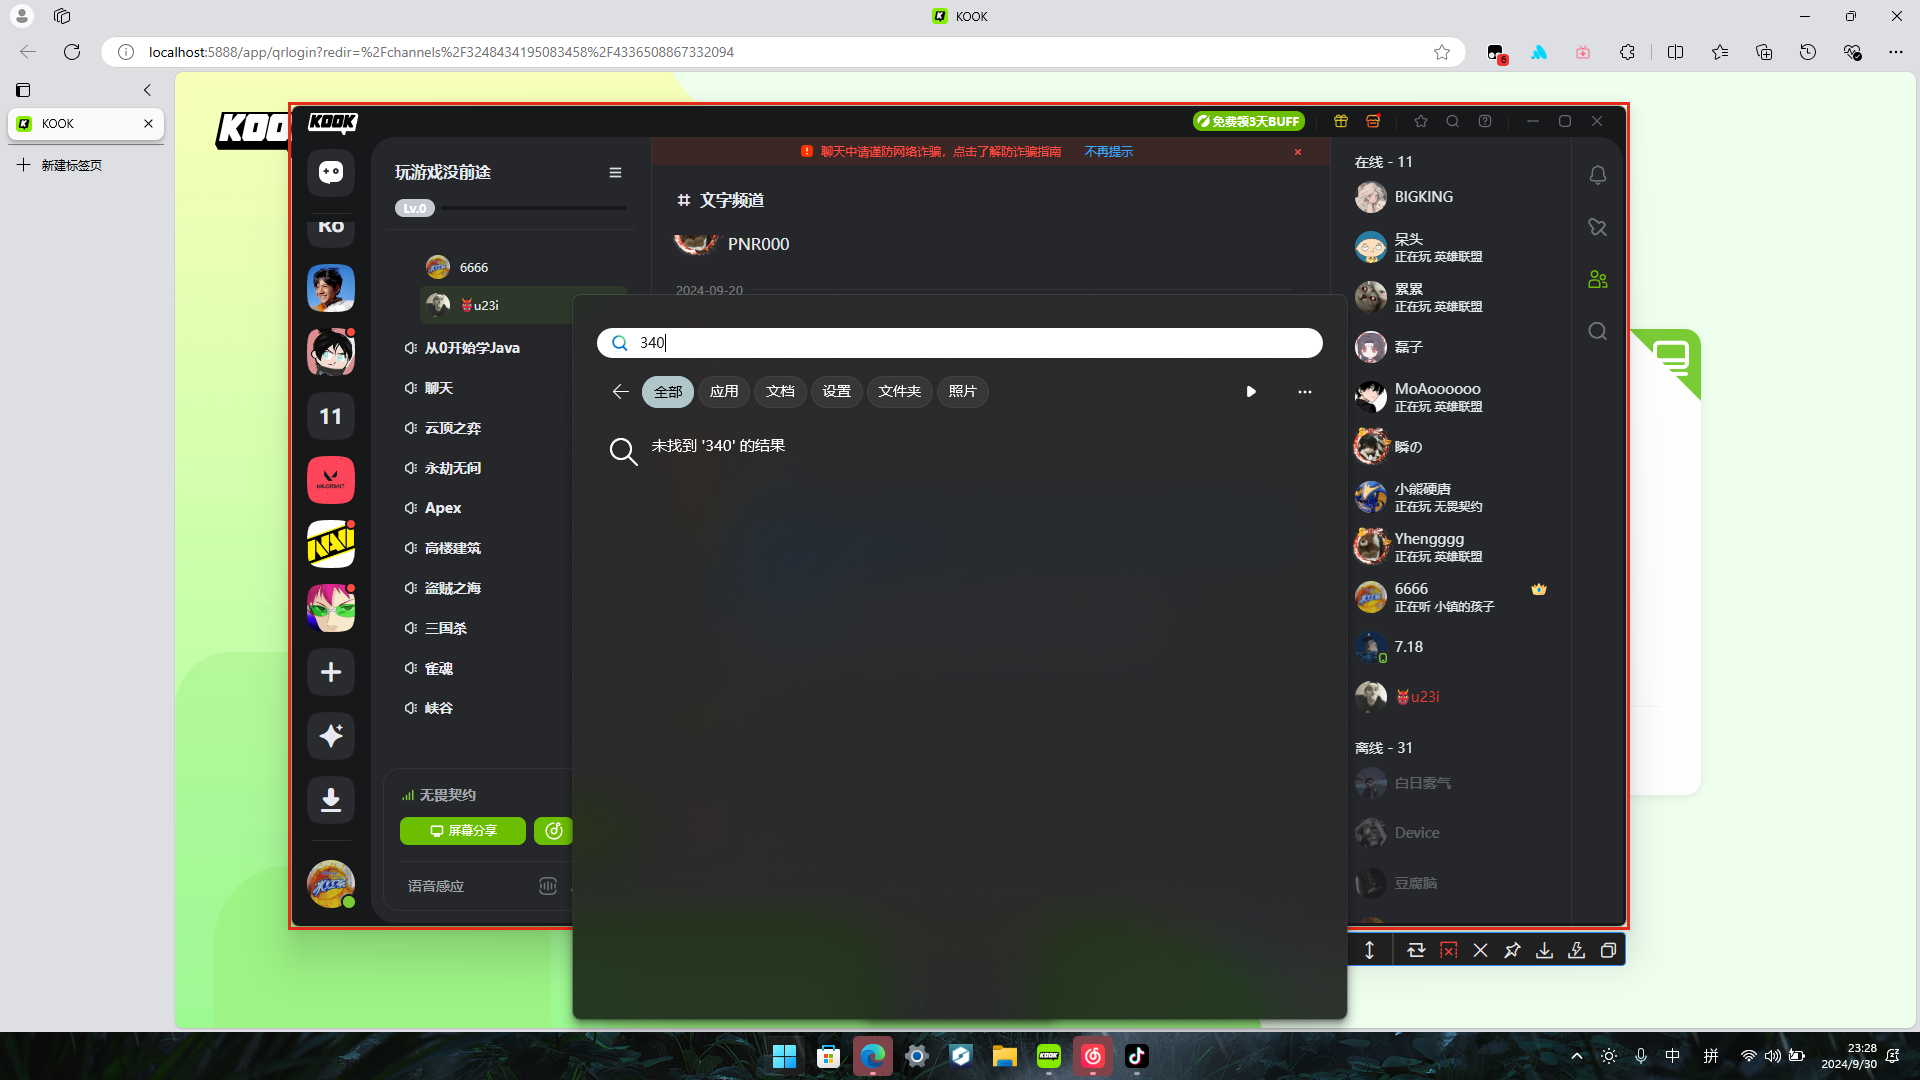 KOOK
localhost:5888/app/qrlogin?redir=%2Fchannels%2F3248434195083458%2F4336508867332094
6
KOOK
新建标签页
KOO
KOOK
免费领3天BUFF
聊天中请谨防网络诈骗，点击了解防诈骗指南
不再提示
玩游戏没前途
Lv.0
Ro
11
VALORANT
NAVI
6666
👹u23i
从0开始学Java
聊天
云顶之弈
永劫无间
Apex
高楼建筑
盗贼之海
三国杀
雀魂
峡谷
无畏契约
屏幕分享
语音感应
# 文字频道
PNR000
2024-09-20
340
全部
应用
文档
设置
文件夹
照片
未找到 '340' 的结果
在线 - 11
BIGKING
呆头
正在玩 英雄联盟
累累
正在玩 英雄联盟
磊子
MoAoooooo
正在玩 英雄联盟
瞬の
小熊硬唐
正在玩 无畏契约
Yhengggg
正在玩 英雄联盟
6666
正在听 小镇的孩子
7.18
👹u23i
离线 - 31
白日雾气
Device
豆腐脑
KOOK
中
拼
23:28
2024/9/30